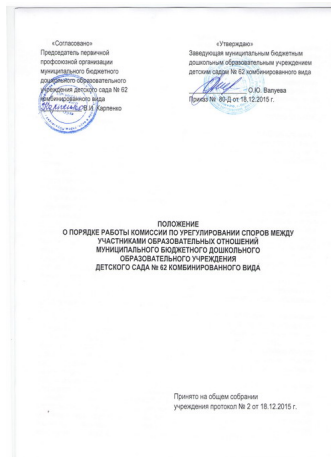 «Согласовано»
Председатель первичной
профсоюзной организации
муниципального бюджетного
дошкольного образовательного
учреждения детского сада № 62
комбинированного вида
В.И. Карпенко
«Утверждаю»
Заведующая муниципальным бюджетным
дошкольным образовательным учреждением
детским садом № 62 комбинированного вида
О.Ю. Валуева
Приказ № 80-Д от 18.12.2015 г.
ПОЛОЖЕНИЕ
О ПОРЯДКЕ РАБОТЫ КОМИССИИ ПО УРЕГУЛИРОВАНИИ СПОРОВ МЕЖДУ
УЧАСТНИКАМИ ОБРАЗОВАТЕЛЬНЫХ ОТНОШЕНИЙ
МУНИЦИПАЛЬНОГО БЮДЖЕТНОГО ДОШКОЛЬНОГО
ОБРАЗОВАТЕЛЬНОГО УЧРЕЖДЕНИЯ
ДЕТСКОГО САДА № 62 КОМБИНИРОВАННОГО ВИДА
Принято на общем собрании
учреждения протокол № 2 от 18.12.2015 г.